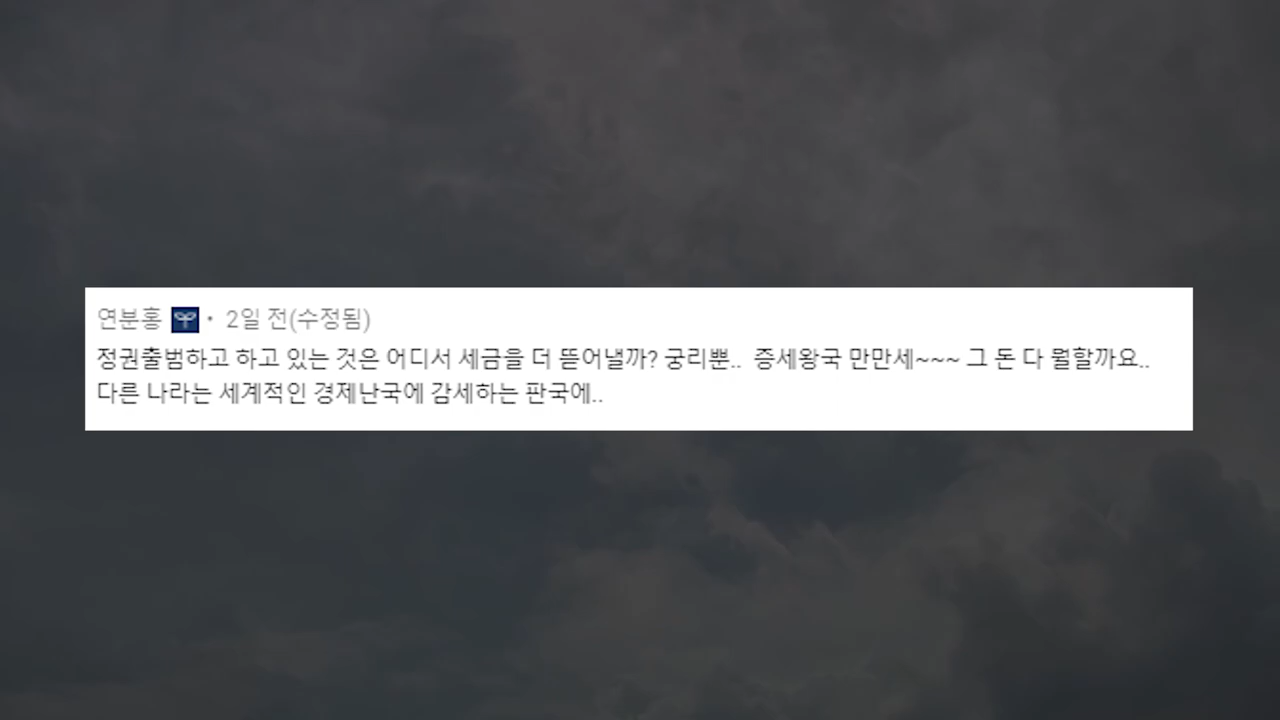 연분홍 • 2일 전(수정됨)
정권출범하고 하고 있는 것은 어디서 세금을 더 뜯어낼까? 궁리뿐.. 증세왕국 만만세~~~ 그 돈 다 뭘할까요..
다른 나라는 세계적인 경제난국에 감세하는 판국에..